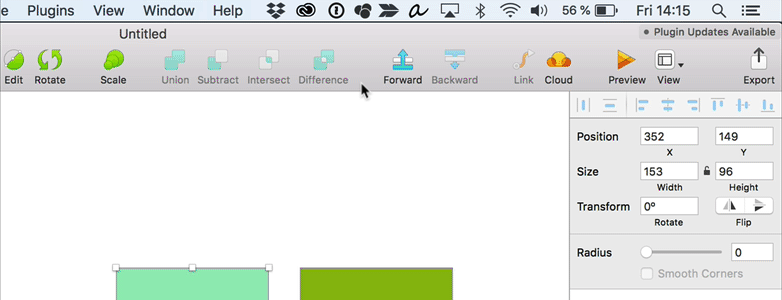 e Plugins View Window Help 56 % Fri 14:15
Untitled
Plugin Updates Available
Edit Rotate Scale Union Subtract Intersect Difference Forward Backward Link Cloud Preview View Export
Position 352 149
X Y
Size 153 96
Width Height
Transform 0º
Rotate Flip
Radius 0
Smooth Corners